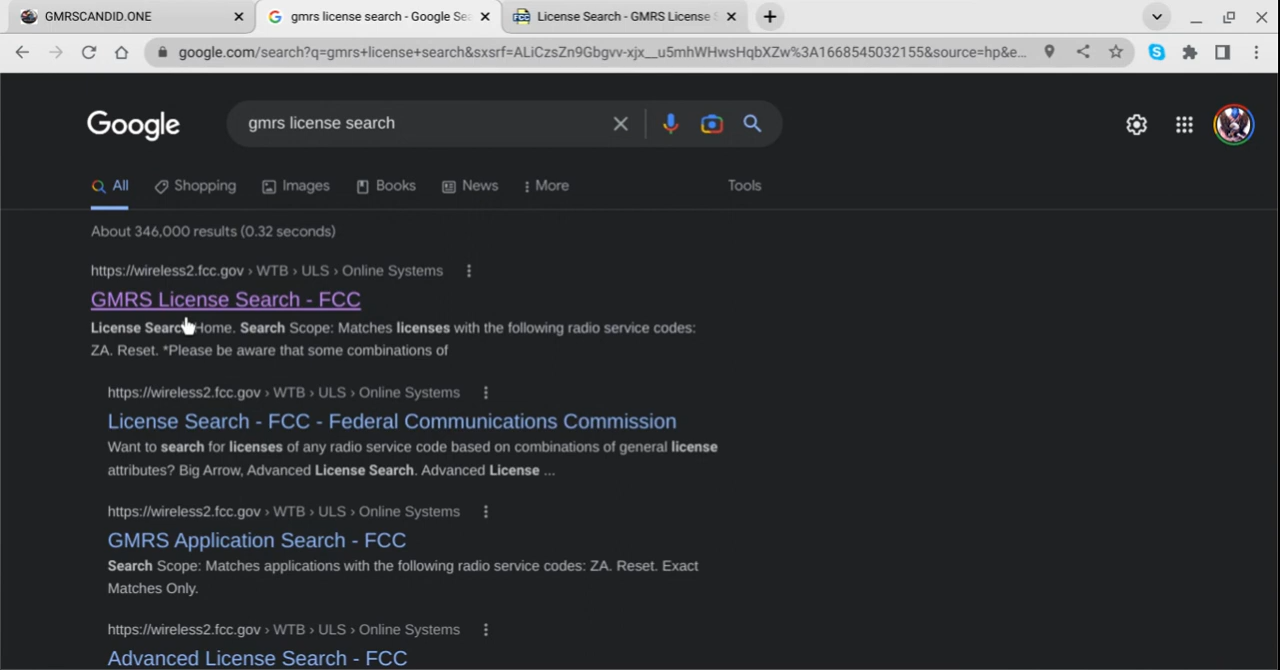 GMRSCANDID.ONE
gmrs license search - Google Sea
License Search - GMRS License S
google.com/search?q=gmrs+license+search&sxsrf=ALiCzsZn9Gbgvv-xjx__u5mhWHwsHqbXZw%3A1668545032155&source=hp&e...
Google
gmrs license search
All
Shopping
Images
Books
News
More
Tools
About 346,000 results (0.32 seconds)
https://wireless2.fcc.gov › WTB › ULS › Online Systems
GMRS License Search - FCC
License Search Home. Search Scope: Matches licenses with the following radio service codes:
ZA. Reset. *Please be aware that some combinations of
https://wireless2.fcc.gov › WTB › ULS › Online Systems
License Search - FCC - Federal Communications Commission
Want to search for licenses of any radio service code based on combinations of general license
attributes? Big Arrow, Advanced License Search. Advanced License ...
https://wireless2.fcc.gov › WTB › ULS › Online Systems
GMRS Application Search - FCC
Search Scope: Matches applications with the following radio service codes: ZA. Reset. Exact
Matches Only.
https://wireless2.fcc.gov › WTB › ULS › Online Systems
Advanced License Search - FCC